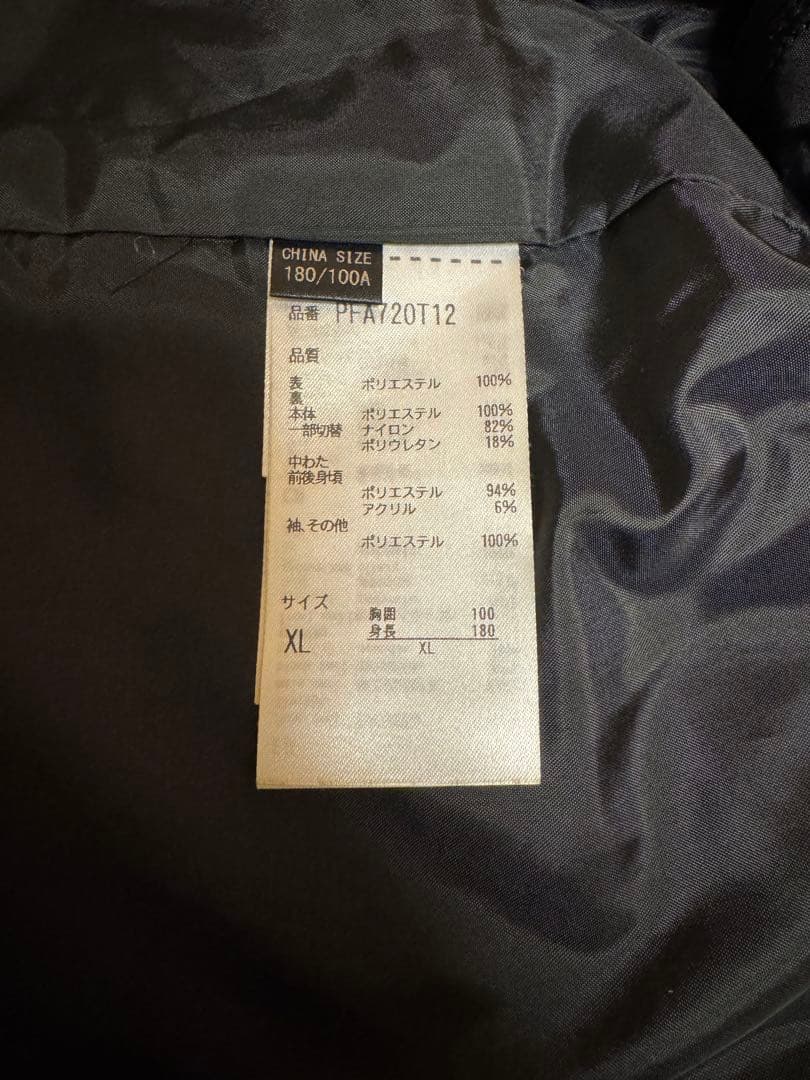 CHINA SIZE
180/100A
品番 PFA720T12
品質
表 ポリエステル 100%
裏
本体 ポリエステル 100%
一部切替 ナイロン 82%
ポリウレタン 18%
中わた
前後身頃
ポリエステル 94%
アクリル 6%
袖、その他
ポリエステル 100%
サイズ
胸囲 100
XL 身長 180
XL